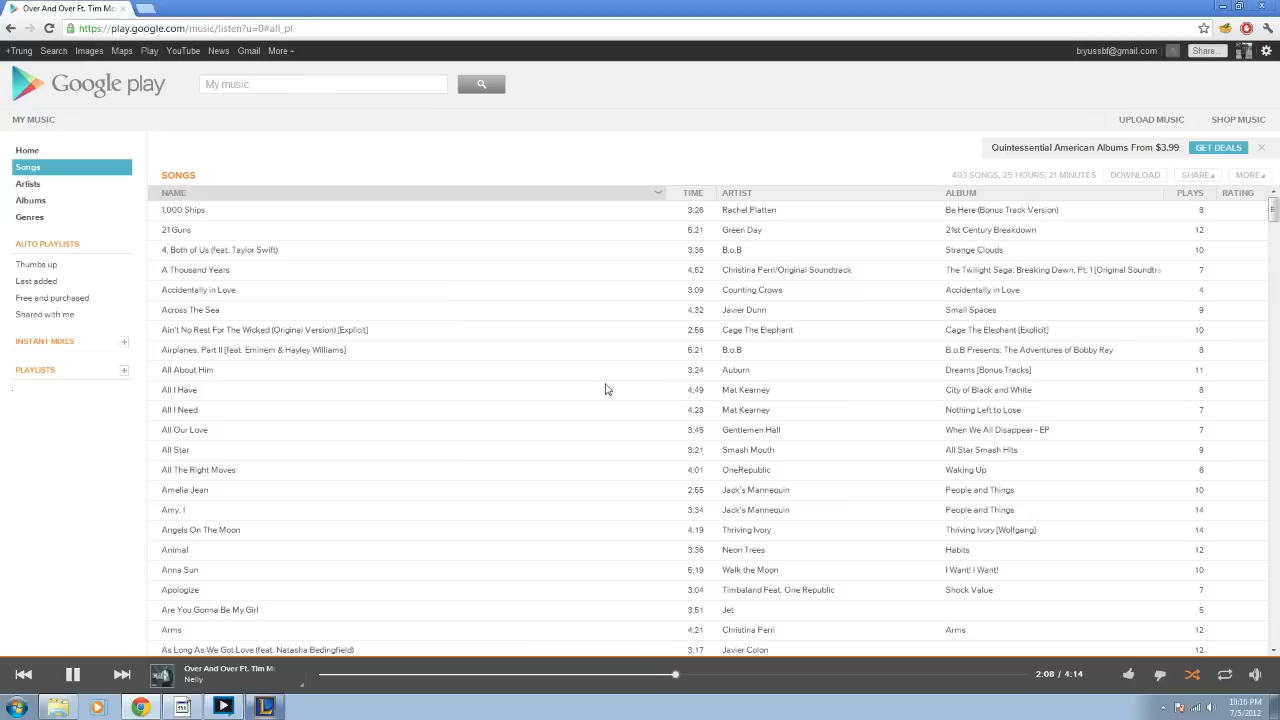 Over And Over Ft. Tim Mc
https://play.google.com/music/listen?u=0#all_pl
+Trung Search Images Maps Play YouTube News Gmail More
biyussbf@gmail.com Share...
Google play My music
MY MUSIC UPLOAD MUSIC SHOP MUSIC
Quintessential American Albums From $3.99 GET DEALS
Home
Songs
Artists
Albums
Genres
AUTO PLAYLISTS
Thumbs up
Last added
Free and purchased
Shared with me
INSTANT MIXES
PLAYLISTS
SONGS 403 SONGS, 25 HOURS, 21 MINUTES DOWNLOAD SHARE MORE
NAME TIME ARTIST ALBUM PLAYS RATING
1,000 Ships 3:26 Rachel Platten Be Here (Bonus Track Version) 8
21 Guns 5:21 Green Day 21st Century Breakdown 12
4. Both of Us (feat. Taylor Swift) 3:36 B.o.B Strange Clouds 10
A Thousand Years 4:52 Christina Perri/Original Soundtrack The Twilight Saga: Breaking Dawn, Pt. 1 [Original Soundtra 7
Accidentally in Love 3:09 Counting Crows Accidentally in Love 4
Across The Sea 4:32 Javier Dunn Small Spaces 9
Ain't No Rest For The Wicked (Original Version) [Explicit] 2:56 Cage The Elephant Cage The Elephant [Explicit] 10
Airplanes, Part II [feat. Eminem & Hayley Williams] 5:21 B.o.B B.o.B Presents: The Adventures of Bobby Ray 8
All About Him 3:24 Auburn Dreams [Bonus Tracks] 11
All I Have 4:49 Mat Kearney City of Black and White 8
All I Need 4:28 Mat Kearney Nothing Left to Lose 7
All Our Love 3:45 Gentlemen Hall When We All Disappear - EP 7
All Star 3:21 Smash Mouth All Star Smash Hits 9
All The Right Moves 4:01 OneRepublic Waking Up 6
Amelia Jean 2:55 Jack's Mannequin People and Things 10
Amy, I 3:34 Jack's Mannequin People and Things 14
Angels On The Moon 4:19 Thriving Ivory Thriving Ivory [Wolfgang] 14
Animal 3:36 Neon Trees Habits 12
Anna Sun 5:19 Walk the Moon I Want! I Want! 10
Apologize 3:04 Timbaland Feat. One Republic Shock Value 7
Are You Gonna Be My Girl 3:51 Jet 5
Arms 4:21 Christina Perri Arms 12
As Long As We Got Love (feat. Natasha Bedingfield) 3:17 Javier Colon 12
Over And Over Ft. Tim Mc
Nelly
2:08 / 4:14
10:16 PM
7/5/2012